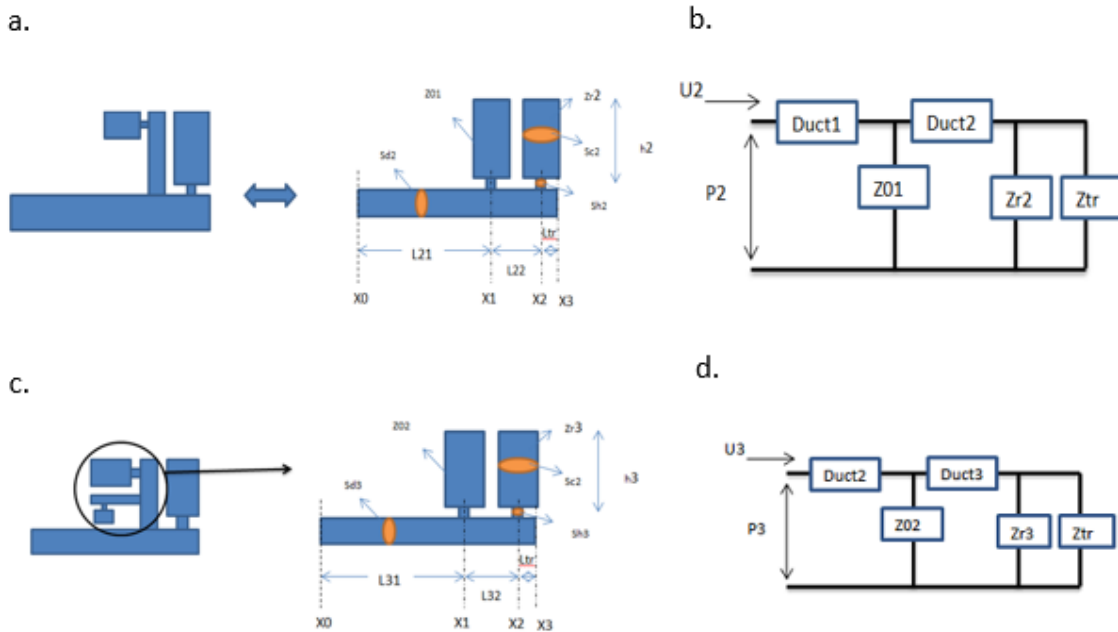 a.
Z01
Zr2
Sc2
h2
Sd2
Sh2
Ltr
L21
L22
X0
X1
X2
X3
b.
U2
Duct1
Duct2
P2
Z01
Zr2
Ztr
c.
Z02
Zr3
Sc2
h3
Sd3
Sh3
Ltr
L31
L32
X0
X1
X2
X3
d.
U3
Duct2
Duct3
P3
Z02
Zr3
Ztr